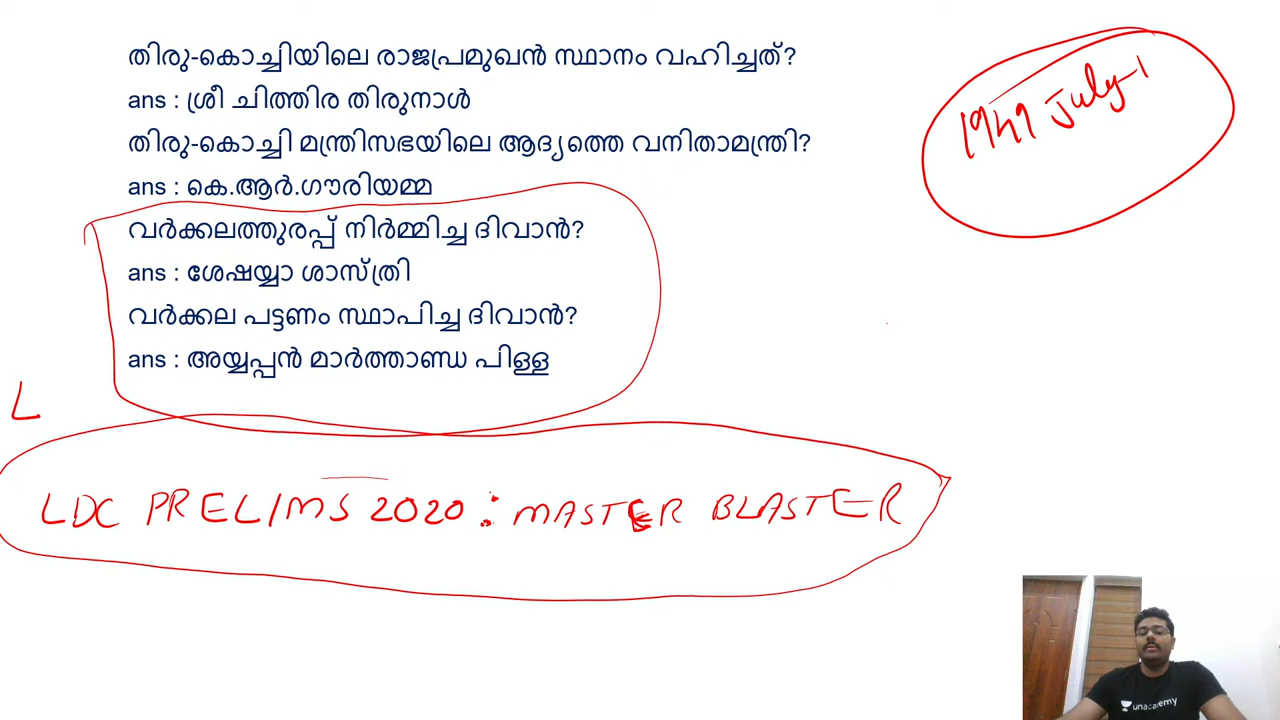 തിരു-കൊച്ചിയിലെ രാജപ്രമുഖൻ സ്ഥാനം വഹിച്ചത്?
ans : ശ്രീ ചിത്തിര തിരുനാൾ
തിരു-കൊച്ചി മന്ത്രിസഭയിലെ ആദ്യത്തെ വനിതാമന്ത്രി?
ans : കെ.ആർ.ഗൗരിയമ്മ
വർക്കലത്തുരപ്പ് നിർമ്മിച്ച ദിവാൻ?
ans : ശേഷയ്യാ ശാസ്ത്രി
വർക്കല പട്ടണം സ്ഥാപിച്ച ദിവാൻ?
ans : അയ്യപ്പൻ മാർത്താണ്ഡ പിള്ള
1949 July-1
L
LDC PRELIMS 2020 : MASTER BLASTER
unacademy